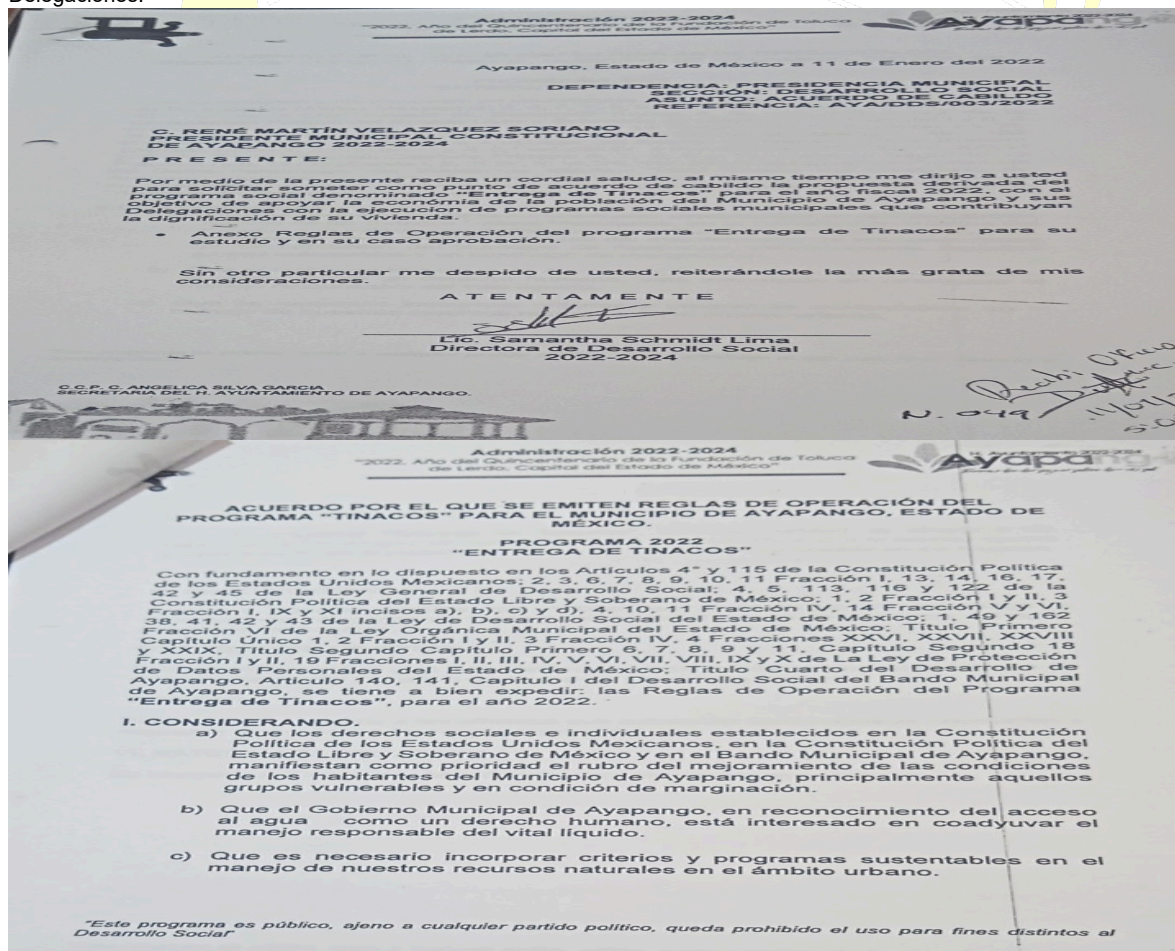 Delegaciones.
Administración 2022-2024
"2022. Año del Quincentenario de la Fundación de Toluca
de Lerdo, Capital del Estado de México"
Ayapa
Ayapango, Estado de México a 11 de Enero del 2022
DEPENDENCIA: PRESIDENCIA MUNICIPAL
SECCIÓN: DESARROLLO SOCIAL
ASUNTO: ACUERDO DE CABILDO
REFERENCIA: AYA/DDS/003/2022
C. RENÉ MARTÍN VELAZQUEZ SORIANO
PRESIDENTE MUNICIPAL CONSTITUCIONAL
DE AYAPANGO 2022-2024
P R E S E N T E:
Por medio de la presente reciba un cordial saludo, al mismo tiempo me dirijo a usted
para solicitar someter como punto de acuerdo de cabildo la propuesta derivada del
programa social denominado "Entrega de Tinacos" para el año fiscal 2022, con el
objetivo de apoyar la económia de la población del Municipio de Ayapango y sus
Delegaciones con la ejecucion de programas sociales municipales que contribuyan
la dignificación de su vivienda.
• Anexo Reglas de Operación del programa "Entrega de Tinacos" para su
estudio y en su caso aprobación.
Sin otro particular me despido de usted, reiterándole la más grata de mis
consideraciones.
A T E N T A M E N T E
Lic. Samantha Schmidt Lima
Directora de Desarrollo Social
2022-2024
C.C.P. C. ANGELICA SILVA GARCIA
SECRETARIA DEL H. AYUNTAMIENTO DE AYAPANGO.
Recibi Oficio
N. 049
Administración 2022-2024
"2022. Año del Quincentenario de la Fundación de Toluca
de Lerdo, Capital del Estado de México"
Ayapang
ACUERDO POR EL QUE SE EMITEN REGLAS DE OPERACIÓN DEL
PROGRAMA "TINACOS" PARA EL MUNICIPIO DE AYAPANGO, ESTADO DE
MÉXICO.
PROGRAMA 2022
"ENTREGA DE TINACOS"
Con fundamento en lo dispuesto en los Artículos 4° y 115 de la Constitución Política
de los Estados Unidos Mexicanos; 2, 3, 6, 7, 8, 9, 10, 11 Fracción I, 13, 14, 16, 17,
42 y 45 de la Ley General de Desarrollo Social; 4, 5, 113, 116 y 122 de la
Constitución Política del Estado Libre y Soberano de México; 1, 2 Fracción I y II, 3
Fracción I, IX y XI incisos a), b), c) y d), 4, 10, 11 Fracción IV, 14 Fracción V y VI,
38, 41, 42 y 43 de la Ley de Desarrollo Social del Estado de México; 1, 49 y 162
Fracción VI de la Ley Orgánica Municipal del Estado de México; Título Primero
Capítulo Único 1, 2 Fracción I y II, 3 Fracción IV, 4 Fracciones XXVI, XXVII, XXVIII
y XXIX, Título Segundo Capítulo Primero 6, 7, 8, 9 y 11, Capítulo Segundo 18
Fracción I y II, 19 Fracciones I, II, III, IV, V, VI, VII, VIII, IX y X de La Ley de Protección
de Datos Personales del Estado de México; Título Cuarto del Desarrollo de
Ayapango, Articulo 140, 141, Capítulo I del Desarrollo Social del Bando Municipal
de Ayapango, se tiene a bien expedir: las Reglas de Operación del Programa
"Entrega de Tinacos", para el año 2022.
I. CONSIDERANDO.
a) Que los derechos sociales e individuales establecidos en la Constitución
Política de los Estados Unidos Mexicanos, en la Constitución Política del
Estado Libre y Soberano de México y en el Bando Municipal de Ayapango,
manifiestan como prioridad el rubro del mejoramiento de las condiciones
de los habitantes del Municipio de Ayapango, principalmente aquellos
grupos vulnerables y en condición de marginación.
b) Que el Gobierno Municipal de Ayapango, en reconocimiento del acceso
al agua como un derecho humano, está interesado en coadyuvar el
manejo responsable del vital líquido.
c) Que es necesario incorporar criterios y programas sustentables en el
manejo de nuestros recursos naturales en el ámbito urbano.
"Este programa es público, ajeno a cualquier partido político, queda prohibido el uso para fines distintos al
Desarrollo Social"